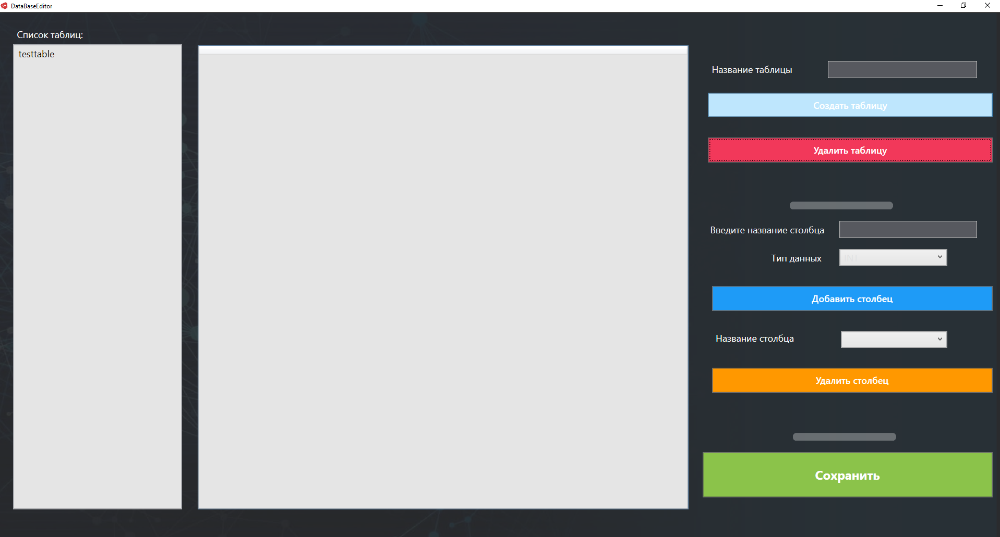 DataBaseEditor
Список таблиц:
testtable
Название таблицы
Создать таблицу
Удалить таблицу
Введите название столбца
Тип данных
INT
Добавить столбец
Название столбца
Удалить столбец
Сохранить